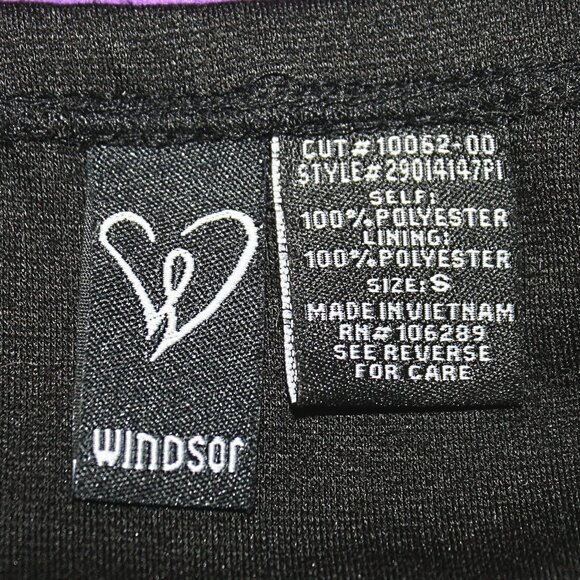 WINDSOr
CUT# 10062-00
STYLE# 29014147P1
SELF:
100% POLYESTER
LINING:
100% POLYESTER
SIZE: S
MADE IN VIETNAM
RN# 106289
SEE REVERSE
FOR CARE